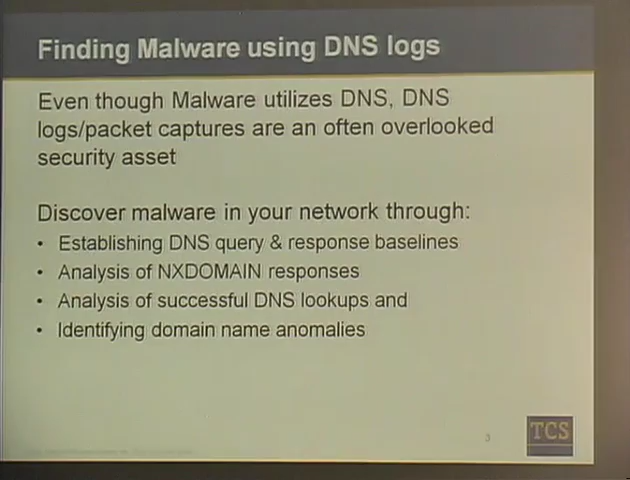 Finding Malware using DNS logs
Even though Malware utilizes DNS, DNS
logs/packet captures are an often overlooked
security asset
Discover malware in your network through:
• Establishing DNS query & response baselines
• Analysis of NXDOMAIN responses
• Analysis of successful DNS lookups and
• Identifying domain name anomalies
3
TCS